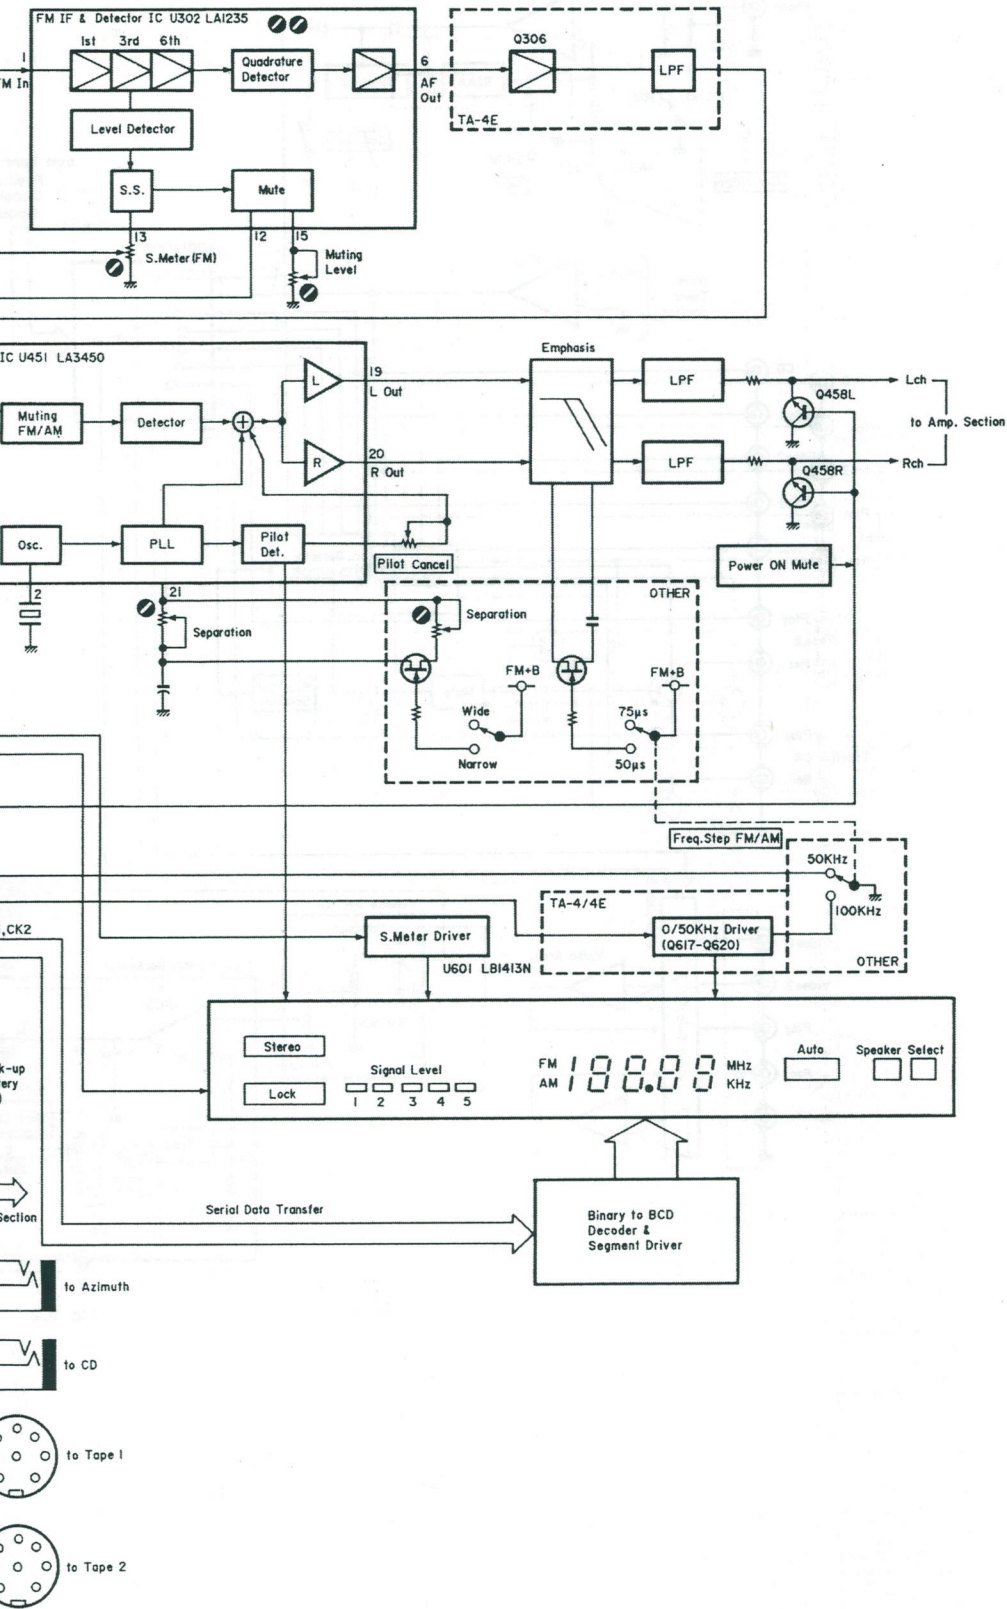 FM IF & Detector IC U302 LA1235
1st 3rd 6th
1
FM In
Quadrature
Detector
6
AF
Out
Q306
LPF
TA-4E
Level Detector
S.S.
Mute
13
12
15
S.Meter(FM)
Muting
Level
IC U451 LA3450
Emphasis
L
19
L Out
LPF
Lch
Q458L
Muting
FM/AM
Detector
to Amp. Section
R
20
R Out
LPF
Rch
Q458R
Osc.
PLL
Pilot
Det.
Pilot Cancel
Power ON Mute
2
21
Separation
OTHER
Separation
FM+B
FM+B
Wide
Narrow
75µs
50µs
Freq.Step FM/AM
50KHz
100KHz
TA-4/4E
,CK2
S.Meter Driver
U601 LB1413N
0/50KHz Driver
(Q617-Q620)
OTHER
Stereo
Lock
Signal Level
1 2 3 4 5
FM
AM
188.88
MHz
KHz
Auto
Speaker Select
Serial Data Transfer
Binary to BCD
Decoder &
Segment Driver
Section
to Azimuth
to CD
to Tape 1
to Tape 2